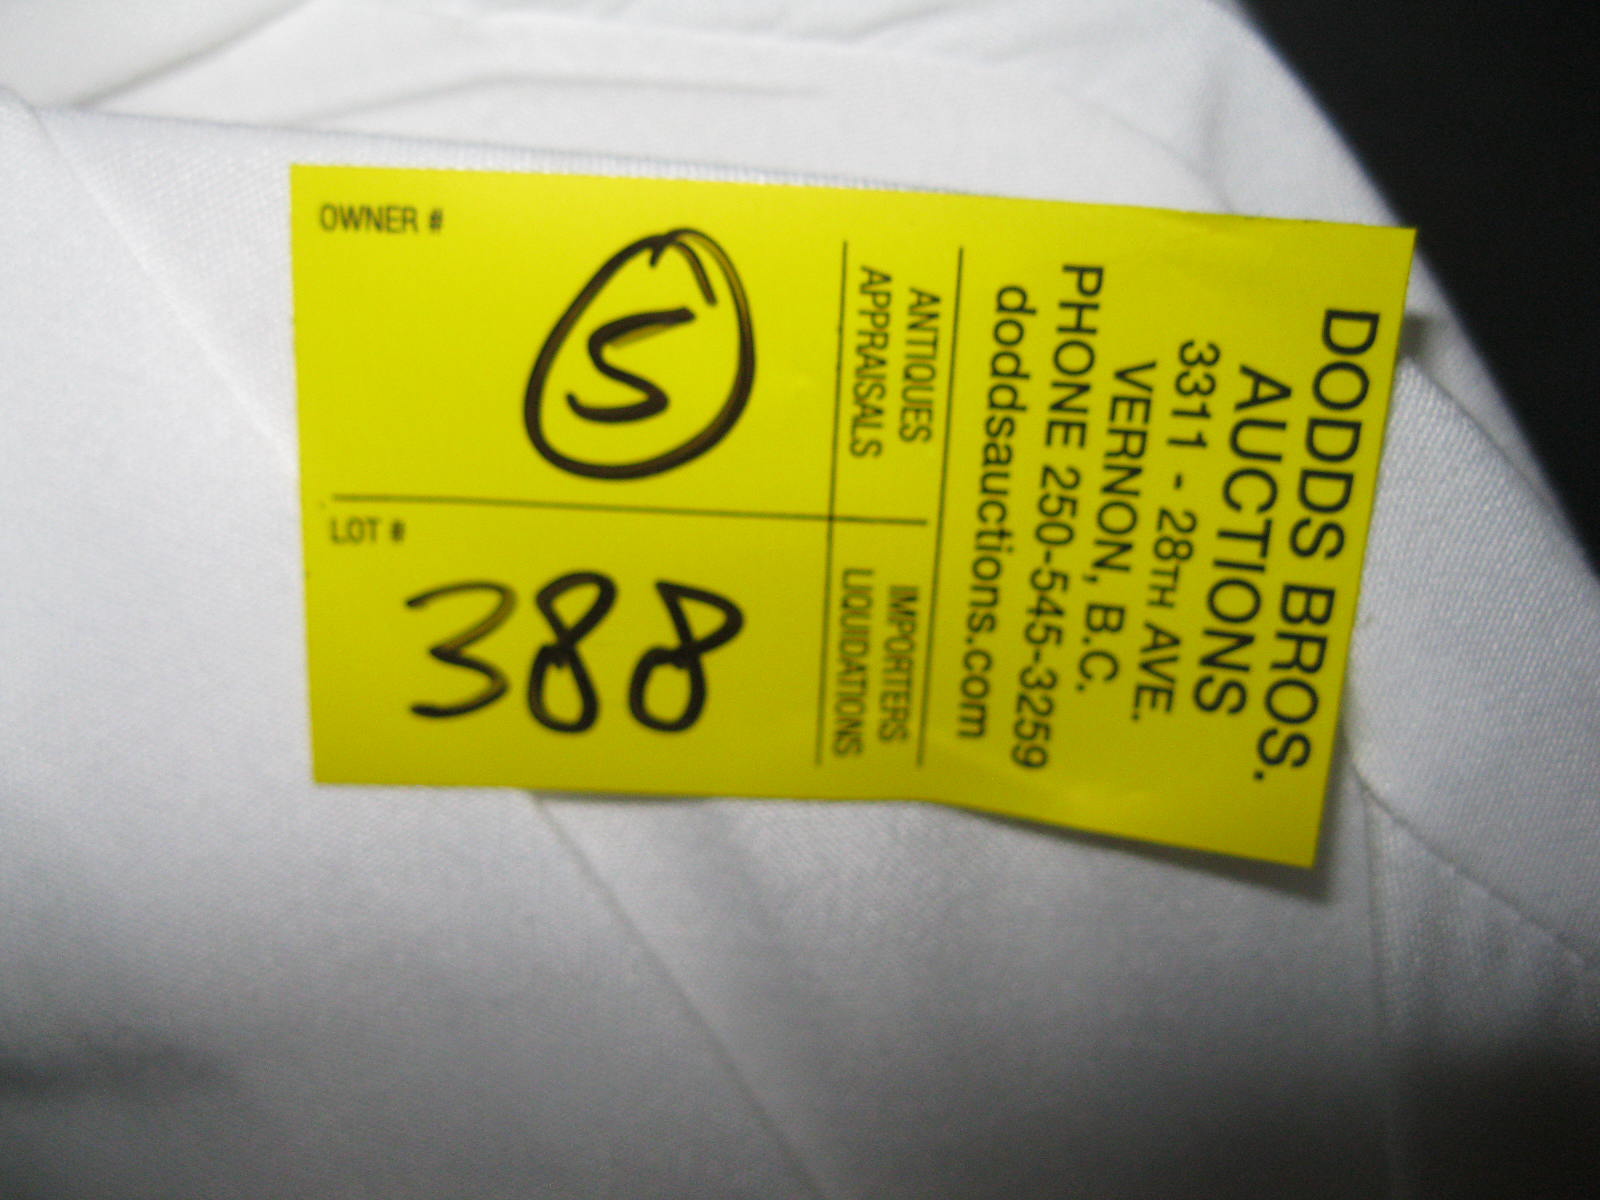 DODDS BROS.
AUCTIONS
3311 - 28TH AVE.
VERNON, B.C.
PHONE 250-545-3259
doddsauctions.com
ANTIQUES
APPRAISALS
IMPORTERS
LIQUIDATIONS
OWNER #
S
LOT #
388